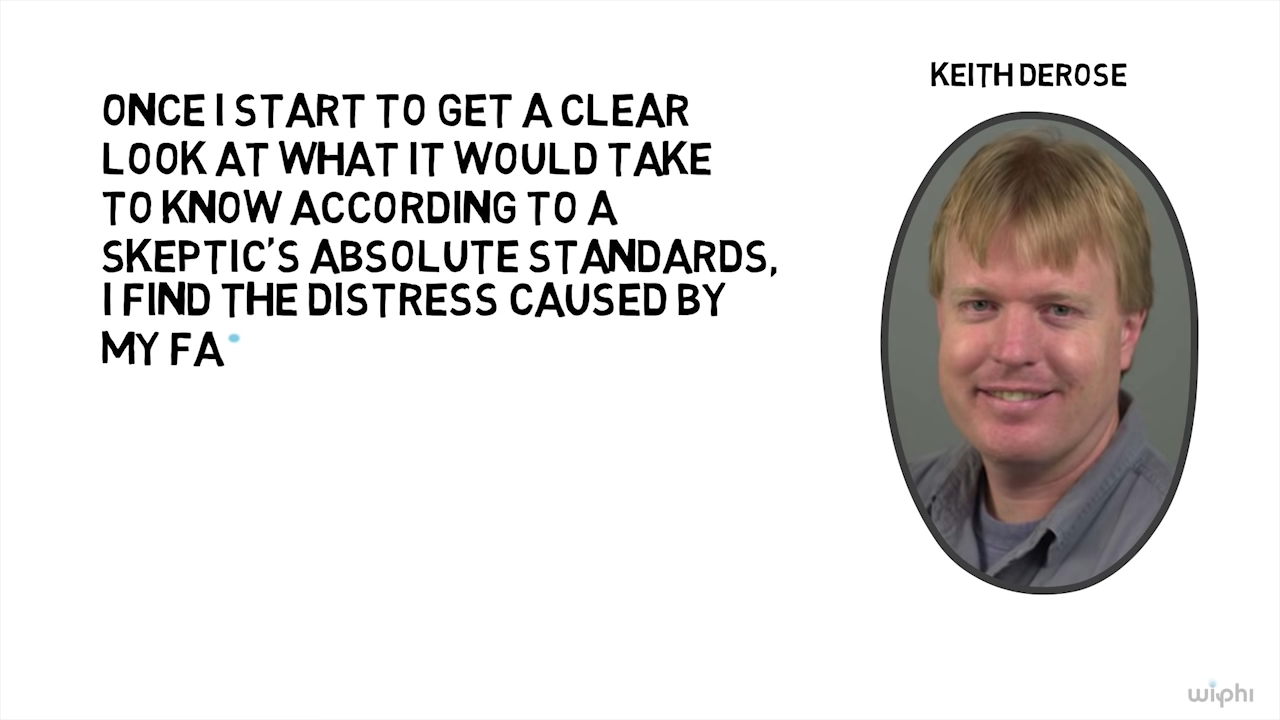 KEITH DEROSE
ONCE I START TO GET A CLEAR
LOOK AT WHAT IT WOULD TAKE
TO KNOW ACCORDING TO A
SKEPTIC'S ABSOLUTE STANDARDS,
I FIND THE DISTRESS CAUSED BY
MY FA
wiphi